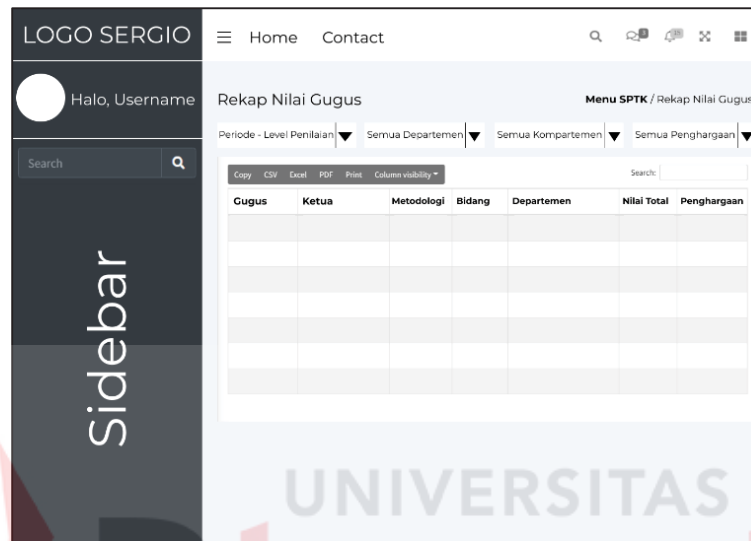 LOGO SERGIO
Home Contact
Halo, Username
Rekap Nilai Gugus
Menu SPTK / Rekap Nilai Gugus
Periode - Level Penilaian
Semua Departemen
Semua Kompartemen
Semua Penghargaan
Search
Copy CSV Excel PDF Print Column visibility
Search:
Gugus Ketua Metodologi Bidang Departemen Nilai Total Penghargaan
Sidebar
UNIVERSITAS